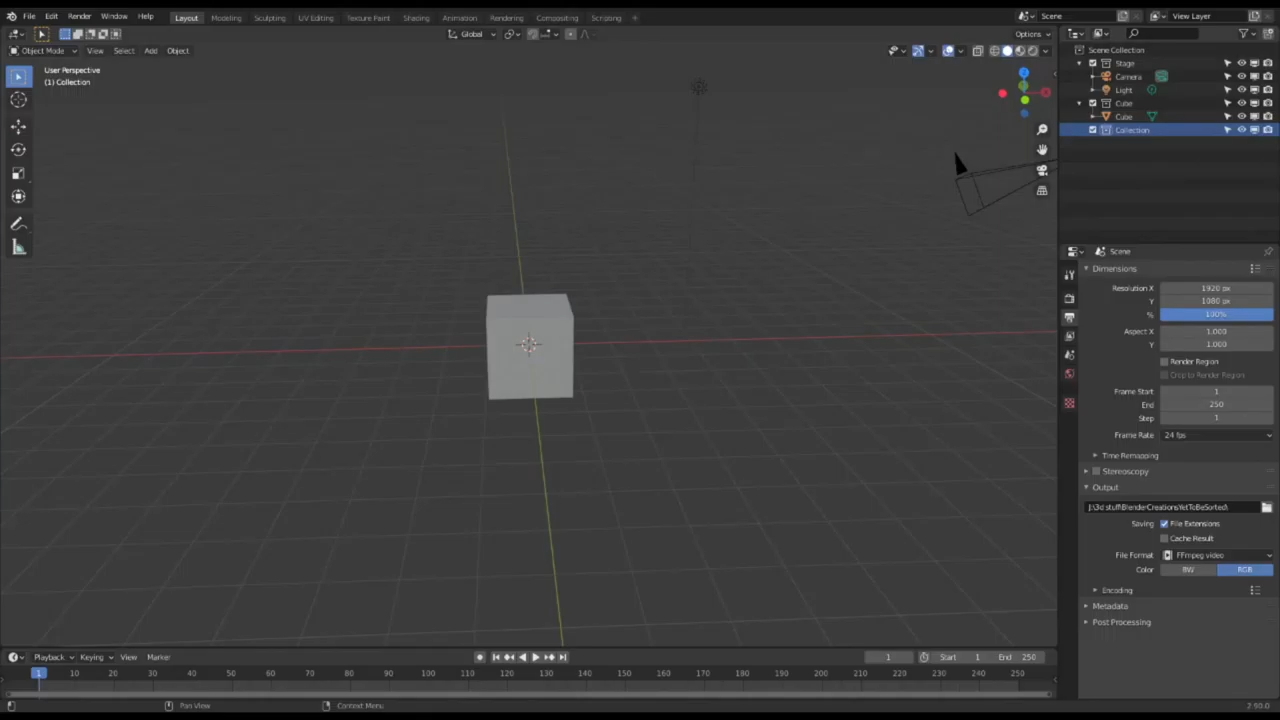 File Edit Render Window Help Layout Modeling Sculpting UV Editing Texture Paint Shading Animation Rendering Compositing Scripting + Scene View Layer
Global Options
Object Mode View Select Add Object
User Perspective
(1) Collection
Scene Collection
Stage
Camera
Light
Cube
Cube
Collection
Scene
Dimensions
Resolution X 1920 px
Y 1080 px
% 100%
Aspect X 1.000
Y 1.000
Render Region
Crop to Render Region
Frame Start 1
End 250
Step 1
Frame Rate 24 fps
Time Remapping
Stereoscopy
Output
J:\3d stuff\BlenderCreationsYetToBeSorted\
Saving File Extensions
Cache Result
File Format FFmpeg video
Color BW RGB
Encoding
Metadata
Post Processing
Playback Keying View Marker 1 Start 1 End 250
1 10 20 30 40 50 60 70 80 90 100 110 120 130 140 150 160 170 180 190 200 210 220 230 240 250
Pan View Context Menu 2.90.0